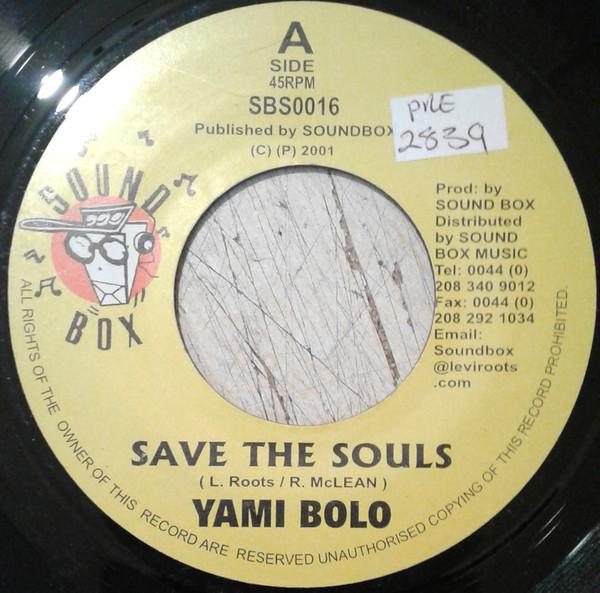 A
SIDE
45RPM
SBS0016
Published by SOUNDBOX
(C) (P) 2001
PRE
2839
SOUND
BOX
Prod: by
SOUND BOX
Distributed
by SOUND
BOX MUSIC
Tel: 0044 (0)
208 340 9012
Fax: 0044 (0)
208 292 1034
Email:
Soundbox
@leviroots
.com
SAVE THE SOULS
( L. Roots / R. McLEAN )
YAMI BOLO
ALL RIGHTS OF THE OWNER OF THIS RECORD ARE RESERVED UNAUTHORISED COPYING OF THIS RECORD PROHIBITED.